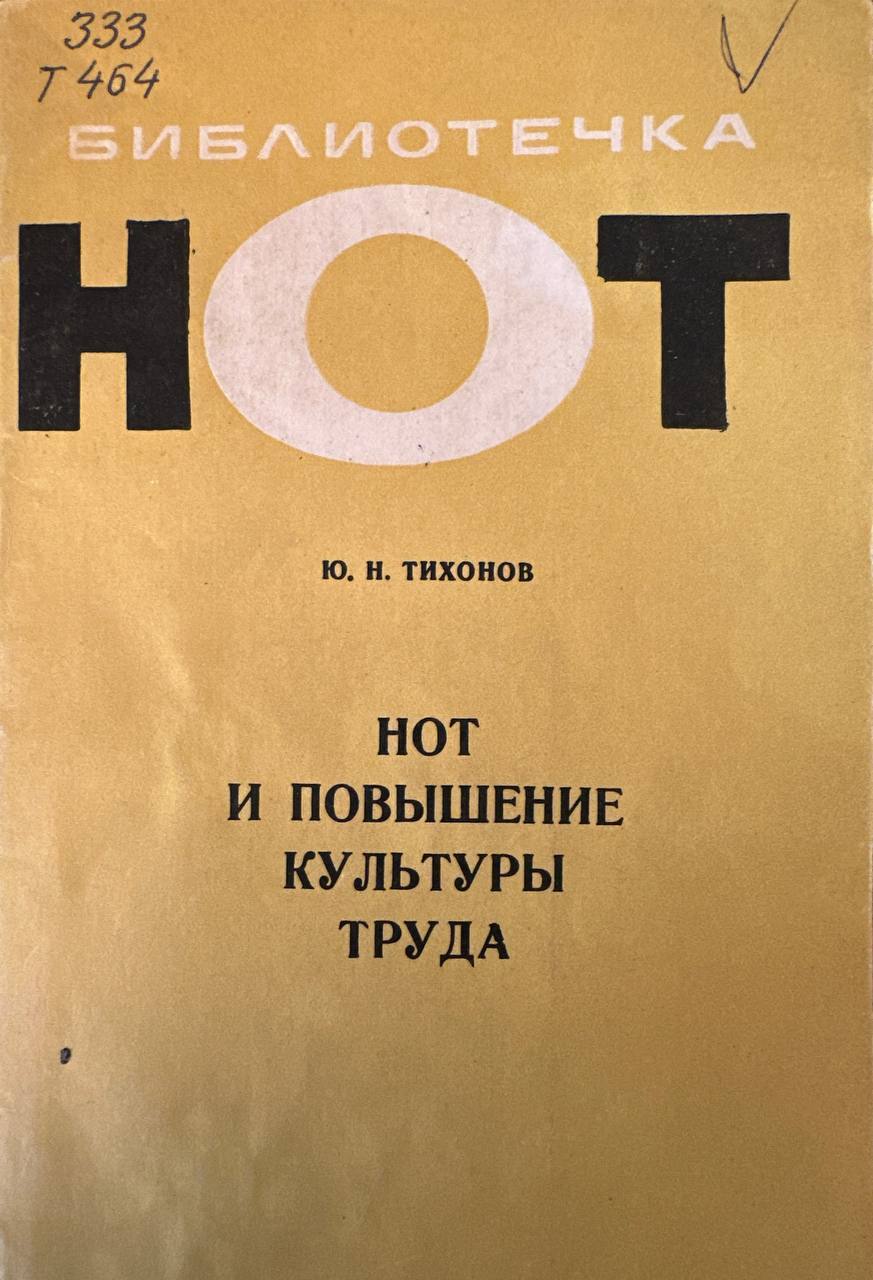 333
Т 464
БИБЛИОТЕЧКА
НОТ
Ю. Н. ТИХОНОВ
НОТ
И ПОВЫШЕНИЕ
КУЛЬТУРЫ
ТРУДА